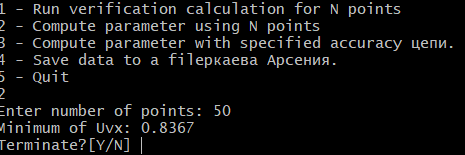 1 - Run verification calculation for N points
2 - Compute parameter using N points
3 - Compute parameter with specified accuracy цепи.
4 - Save data to a fileркаева Арсения.
5 - Quit
2
Enter number of points: 50
Minimum of Uvx: 0.8367
Terminate?[Y/N]